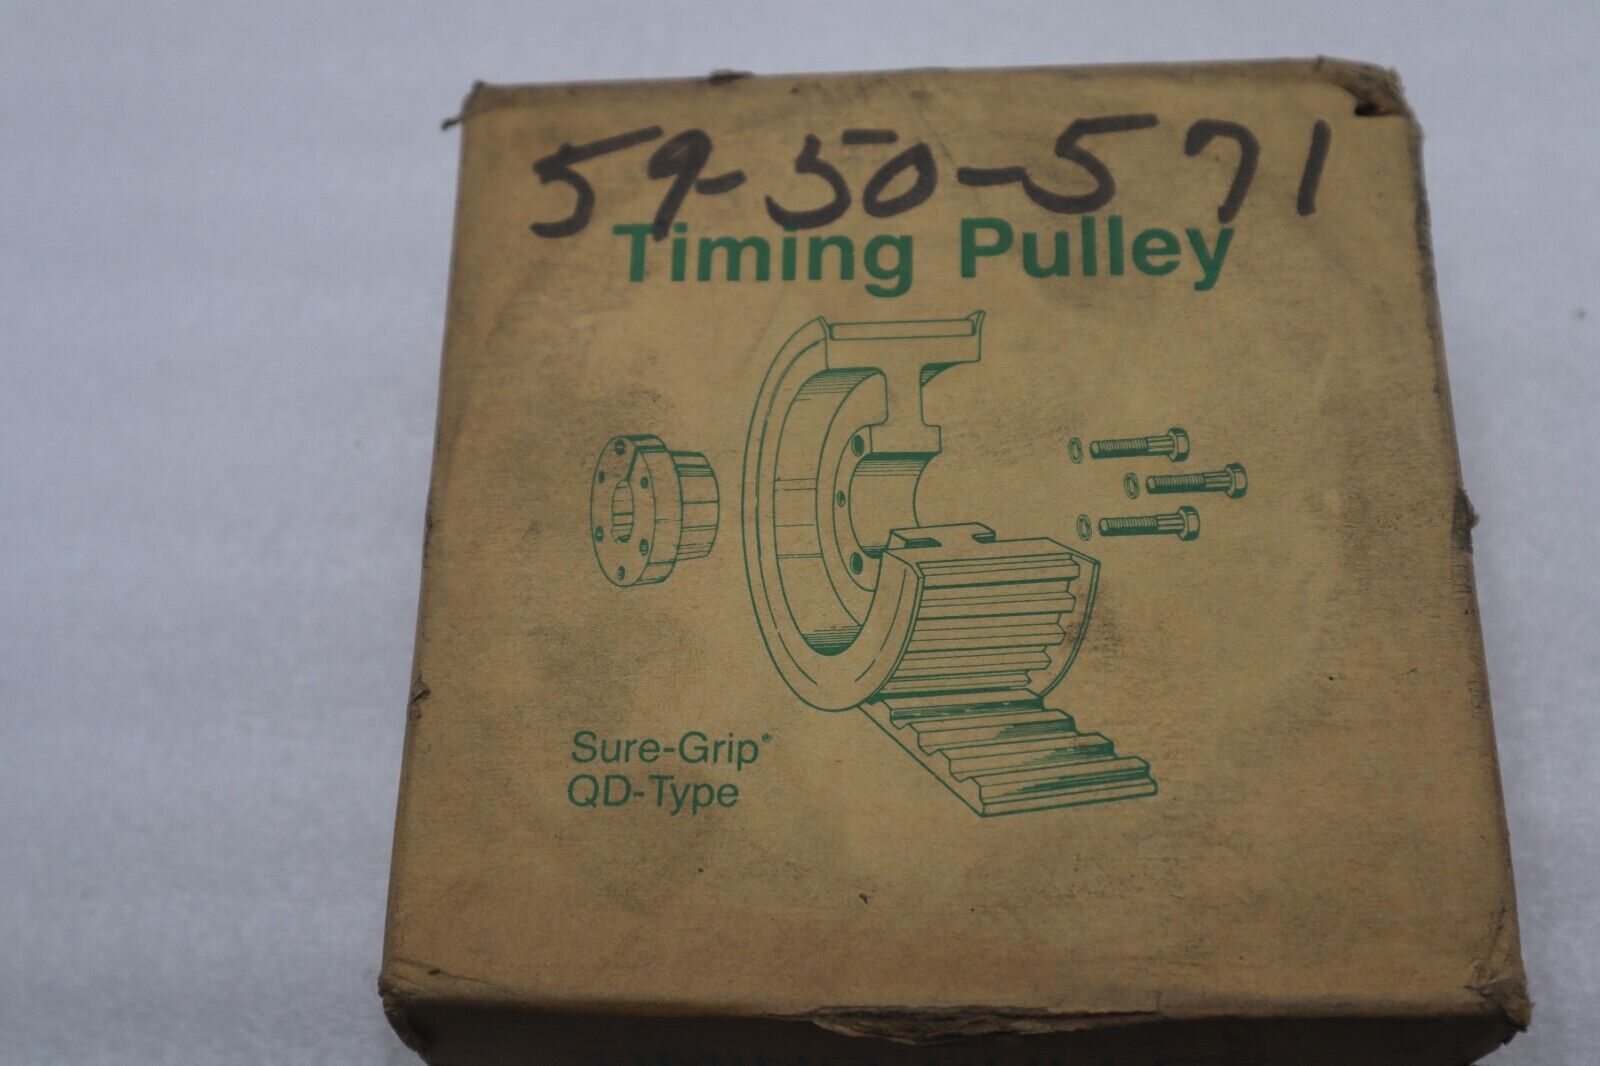 59-50-571
Timing Pulley
Sure-Grip®
QD-Type